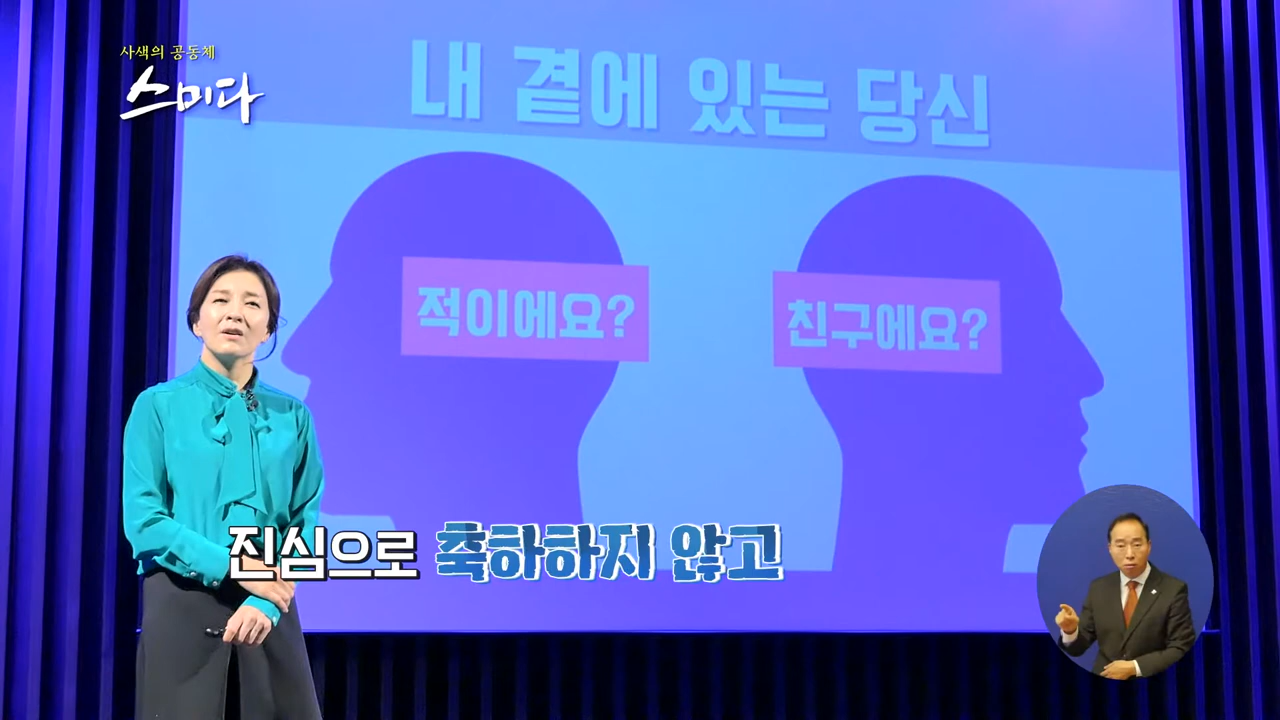 사색의 공동체
스미다
내 곁에 있는 당신
적이에요?
친구에요?
진심으로 축하하지 않고